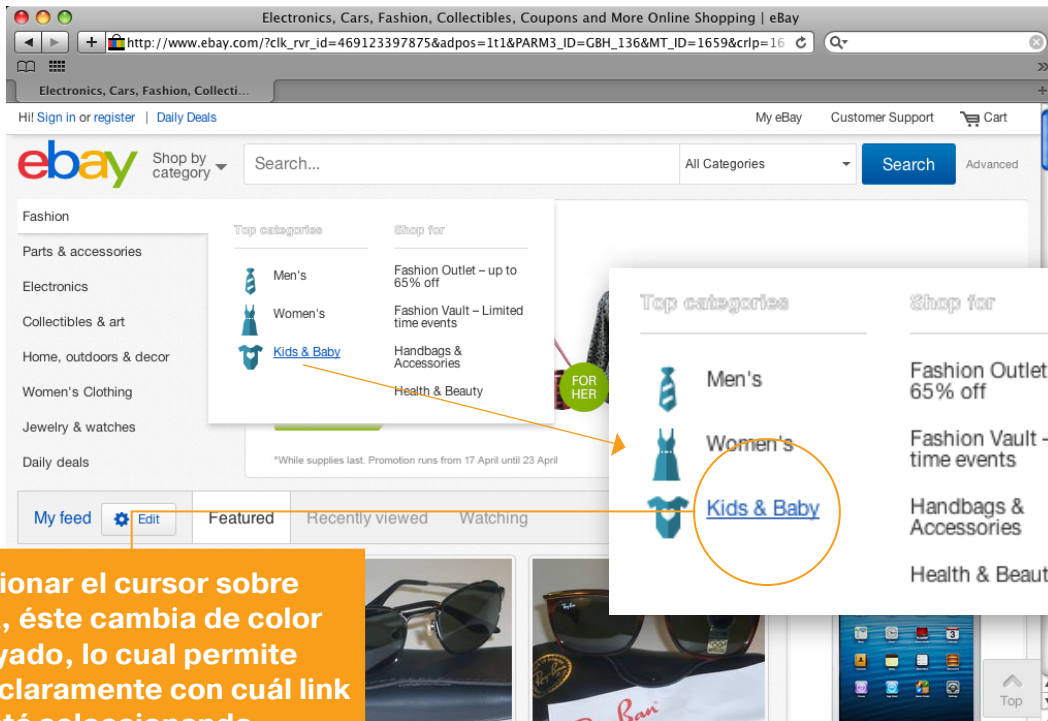 Electronics, Cars, Fashion, Collectibles, Coupons and More Online Shopping | eBay
http://www.ebay.com/?clk_rvr_id=469123397875&adpos=1t1&PARM3_ID=GBH_136&MT_ID=1659&crlp=16
Electronics, Cars, Fashion, Collecti...
Hi! Sign in or register | Daily Deals
My eBay Customer Support Cart
ebay Shop by category Search... All Categories Search Advanced
Fashion
Parts & accessories
Electronics
Collectibles & art
Home, outdoors & decor
Women's Clothing
Jewelry & watches
Daily deals
Top categories
Men's
Women's
Kids & Baby
Shop for
Fashion Outlet – up to
65% off
Fashion Vault – Limited
time events
Handbags &
Accessories
Health & Beauty
FOR
HER
*While supplies last. Promotion runs from 17 April until 23 April
Top categories
Men's
Women's
Kids & Baby
Shop for
Fashion Outlet
65% off
Fashion Vault –
time events
Handbags &
Accessories
Health & Beaut
My feed Edit Featured Recently viewed Watching
ionar el cursor sobre
, éste cambia de color
yado, lo cual permite
claramente con cuál link
tá seleccionando
Ray-Ban
Top